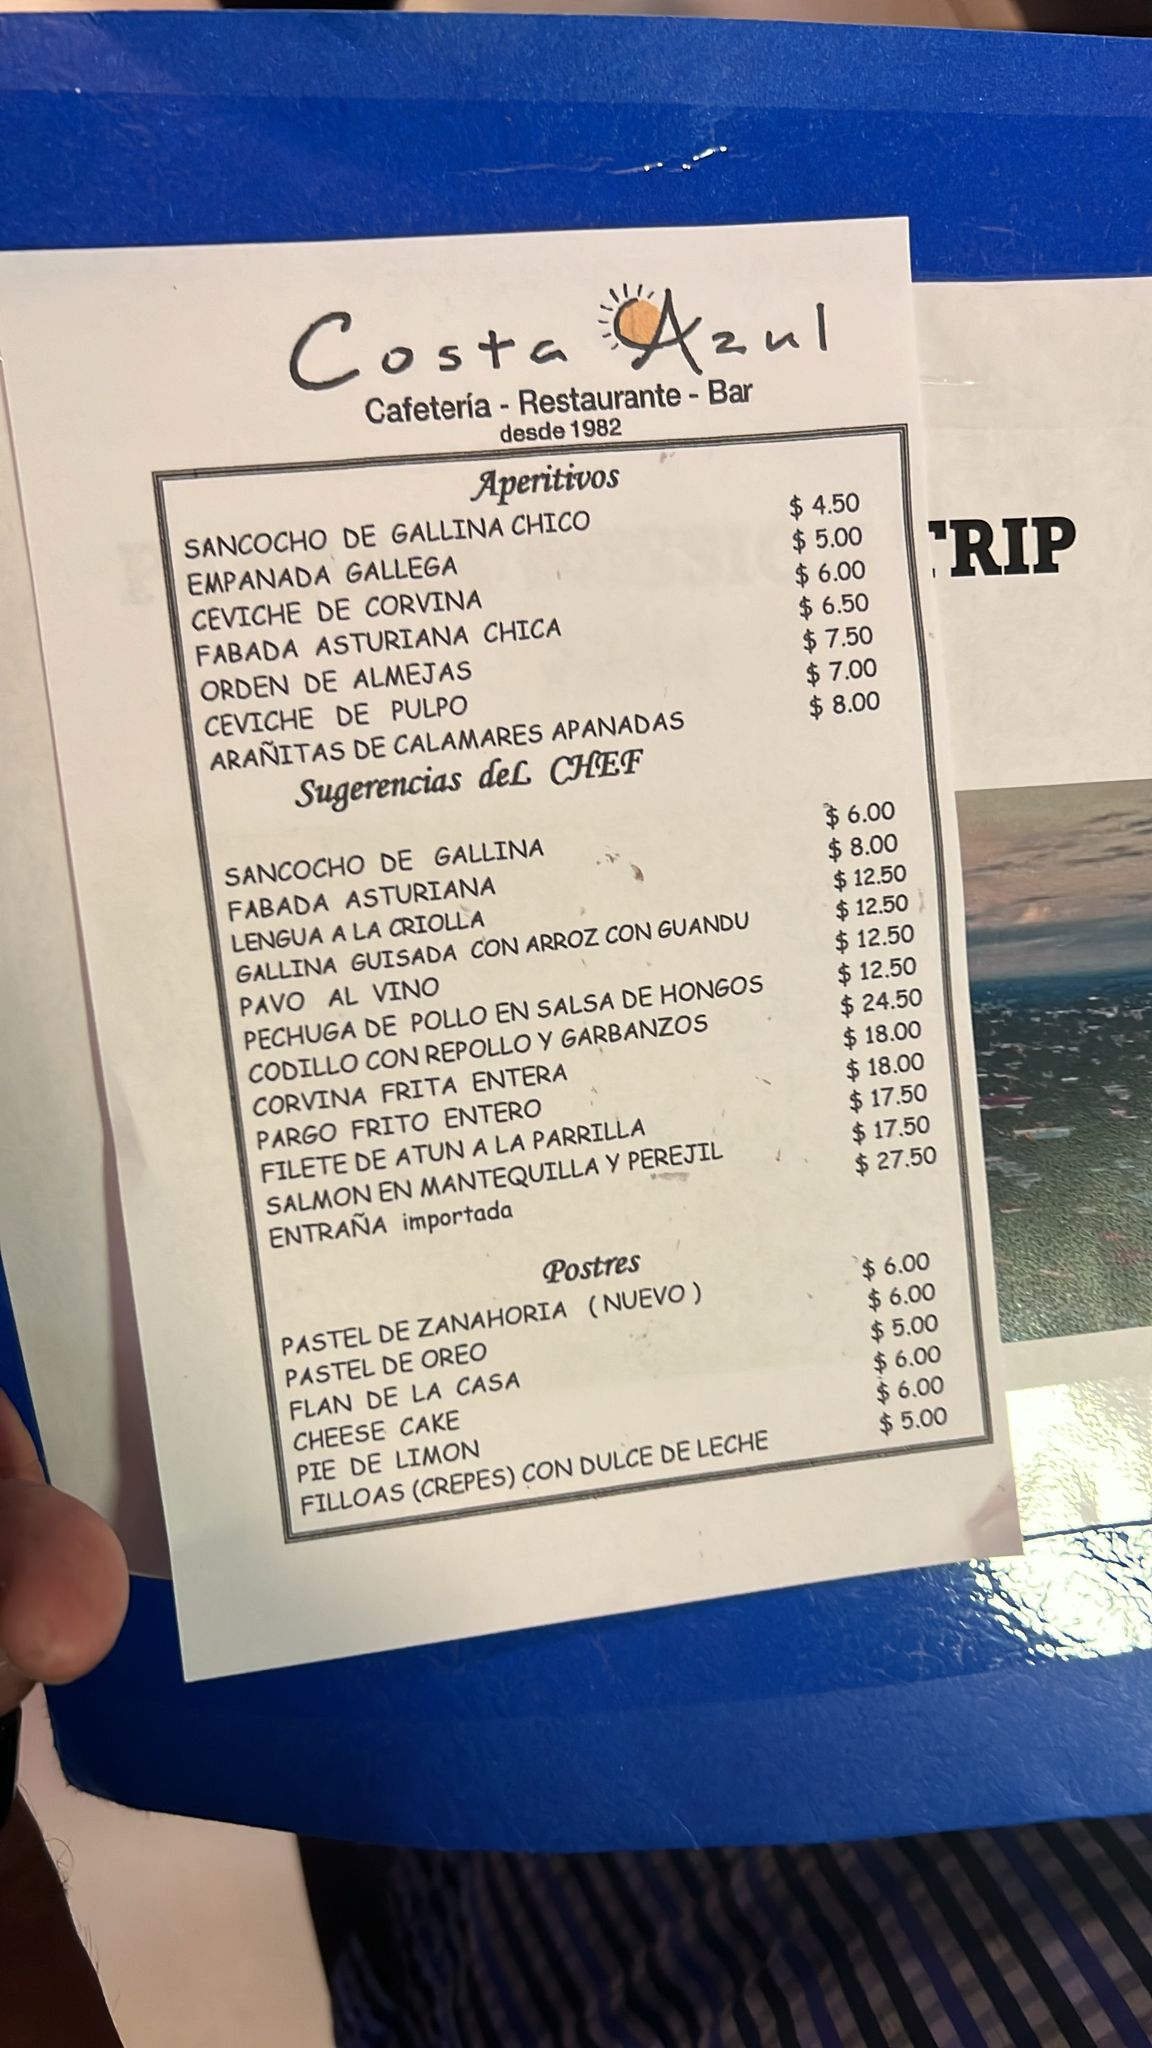 Costa Azul
Cafetería - Restaurante - Bar
desde 1982
Aperitivos
SANCOCHO DE GALLINA CHICO $ 4.50
EMPANADA GALLEGA $ 5.00
CEVICHE DE CORVINA $ 6.00
FABADA ASTURIANA CHICA $ 6.50
ORDEN DE ALMEJAS $ 7.50
CEVICHE DE PULPO $ 7.00
ARAÑITAS DE CALAMARES APANADAS $ 8.00
Sugerencias deL CHEF
SANCOCHO DE GALLINA $ 6.00
FABADA ASTURIANA $ 8.00
LENGUA A LA CRIOLLA $ 12.50
GALLINA GUISADA CON ARROZ CON GUANDU $ 12.50
PAVO AL VINO $ 12.50
PECHUGA DE POLLO EN SALSA DE HONGOS $ 12.50
CODILLO CON REPOLLO Y GARBANZOS $ 24.50
CORVINA FRITA ENTERA $ 18.00
PARGO FRITO ENTERO $ 18.00
FILETE DE ATUN A LA PARRILLA $ 17.50
SALMON EN MANTEQUILLA Y PEREJIL $ 17.50
ENTRAÑA importada $ 27.50
Postres
PASTEL DE ZANAHORIA ( NUEVO ) $ 6.00
PASTEL DE OREO $ 6.00
FLAN DE LA CASA $ 5.00
CHEESE CAKE $ 6.00
PIE DE LIMON $ 6.00
FILLOAS (CREPES) CON DULCE DE LECHE $ 5.00
TRIP